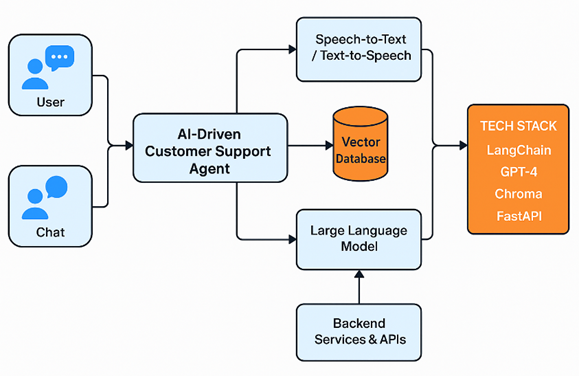 User
Chat
AI-Driven
Customer Support
Agent
Speech-to-Text
/ Text-to-Speech
Vector
Database
Large Language
Model
Backend
Services & APIs
TECH STACK
LangChain
GPT-4
Chroma
FastAPI